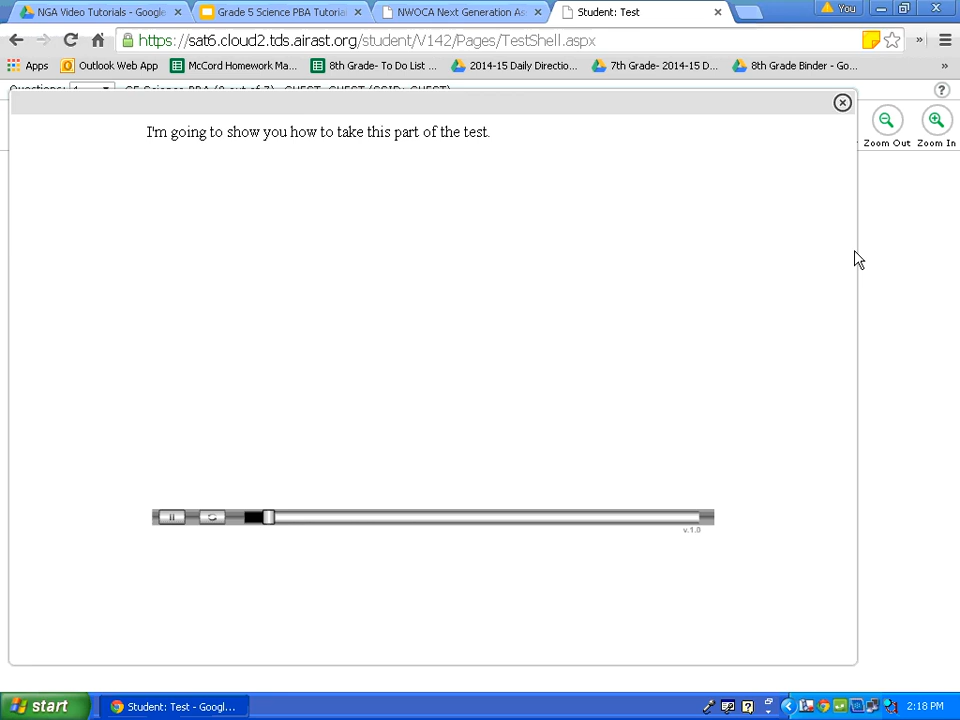 NGA Video Tutorials - Google
Grade 5 Science PBA Tutoria
NWOCA Next Generation As
Student: Test
You
https://sat6.cloud2.tds.airast.org/student/V142/Pages/TestShell.aspx
Apps
Outlook Web App
McCord Homework Ma...
8th Grade- To Do List ...
2014-15 Daily Directio...
7th Grade- 2014-15 D...
8th Grade Binder - Go...
I'm going to show you how to take this part of the test.
Zoom Out
Zoom In
v.1.0
start
Student: Test - Googl...
2:18 PM